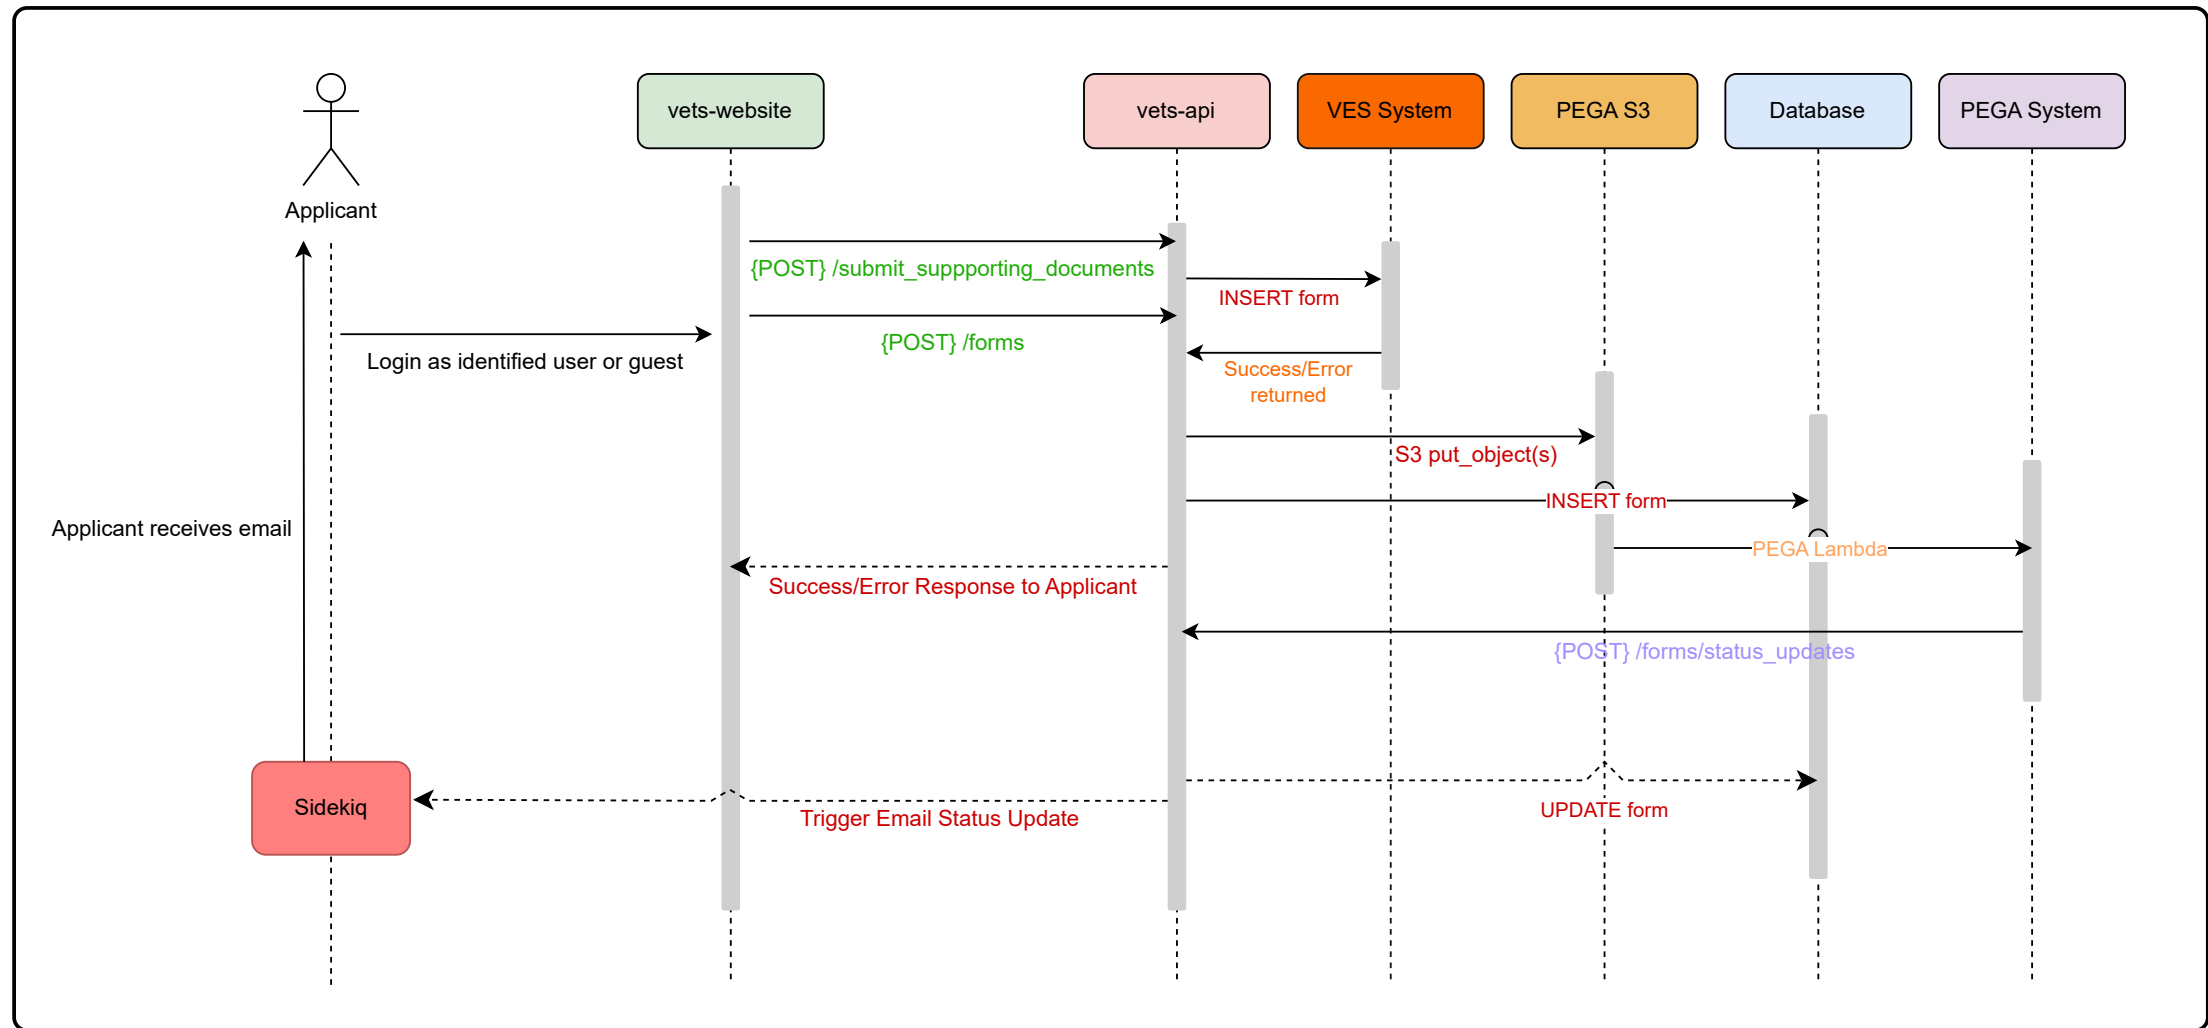 vets-website
vets-api
VES System
PEGA S3
Database
PEGA System
Applicant
{POST} /submit_suppporting_documents
INSERT form
{POST} /forms
Login as identified user or guest
Success/Error
returned
S3 put_object(s)
INSERT form
Applicant receives email
PEGA Lambda
Success/Error Response to Applicant
{POST} /forms/status_updates
Sidekiq
Trigger Email Status Update
UPDATE form